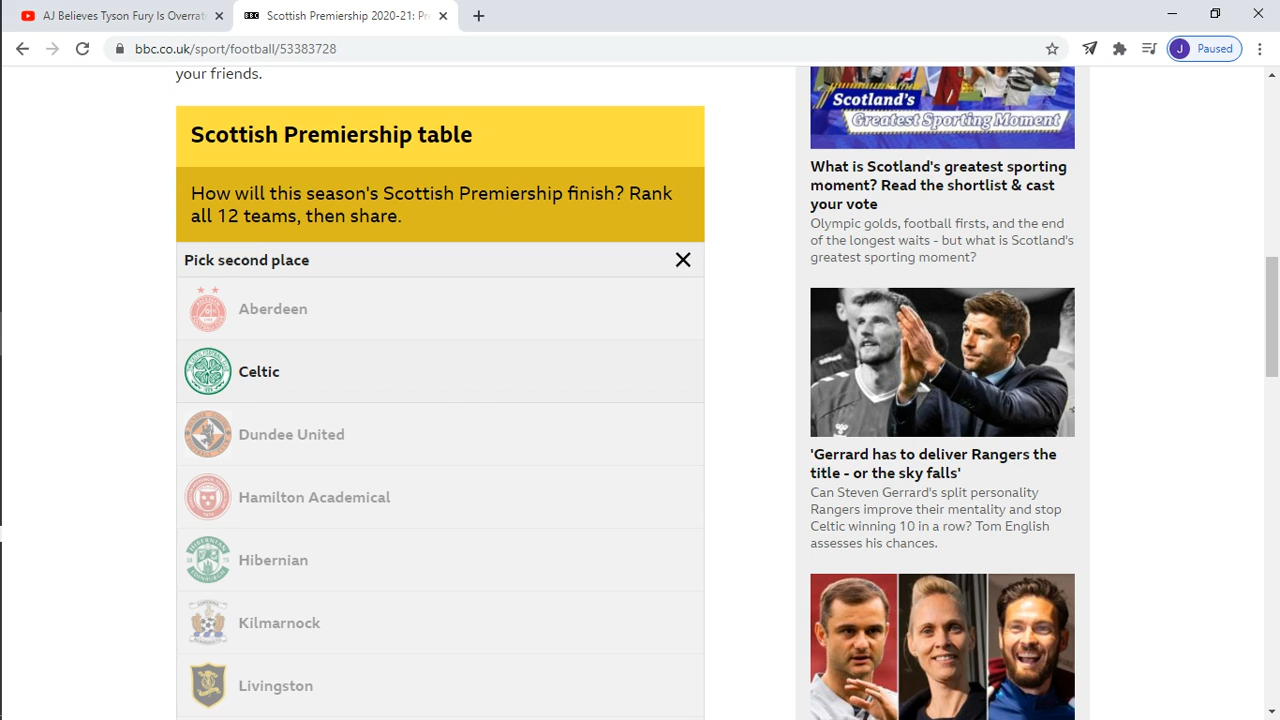 AJ Believes Tyson Fury Is Overrat
Scottish Premiership 2020-21: Pr
bbc.co.uk/sport/football/53383728
J Paused
your friends.
Scottish Premiership table
How will this season's Scottish Premiership finish? Rank
all 12 teams, then share.
Pick second place
Aberdeen
Celtic
Dundee United
Hamilton Academical
Hibernian
Kilmarnock
Livingston
Scotland's
Greatest Sporting Moment
What is Scotland's greatest sporting
moment? Read the shortlist & cast
your vote
Olympic golds, football firsts, and the end
of the longest waits - but what is Scotland's
greatest sporting moment?
'Gerrard has to deliver Rangers the
title - or the sky falls'
Can Steven Gerrard's split personality
Rangers improve their mentality and stop
Celtic winning 10 in a row? Tom English
assesses his chances.